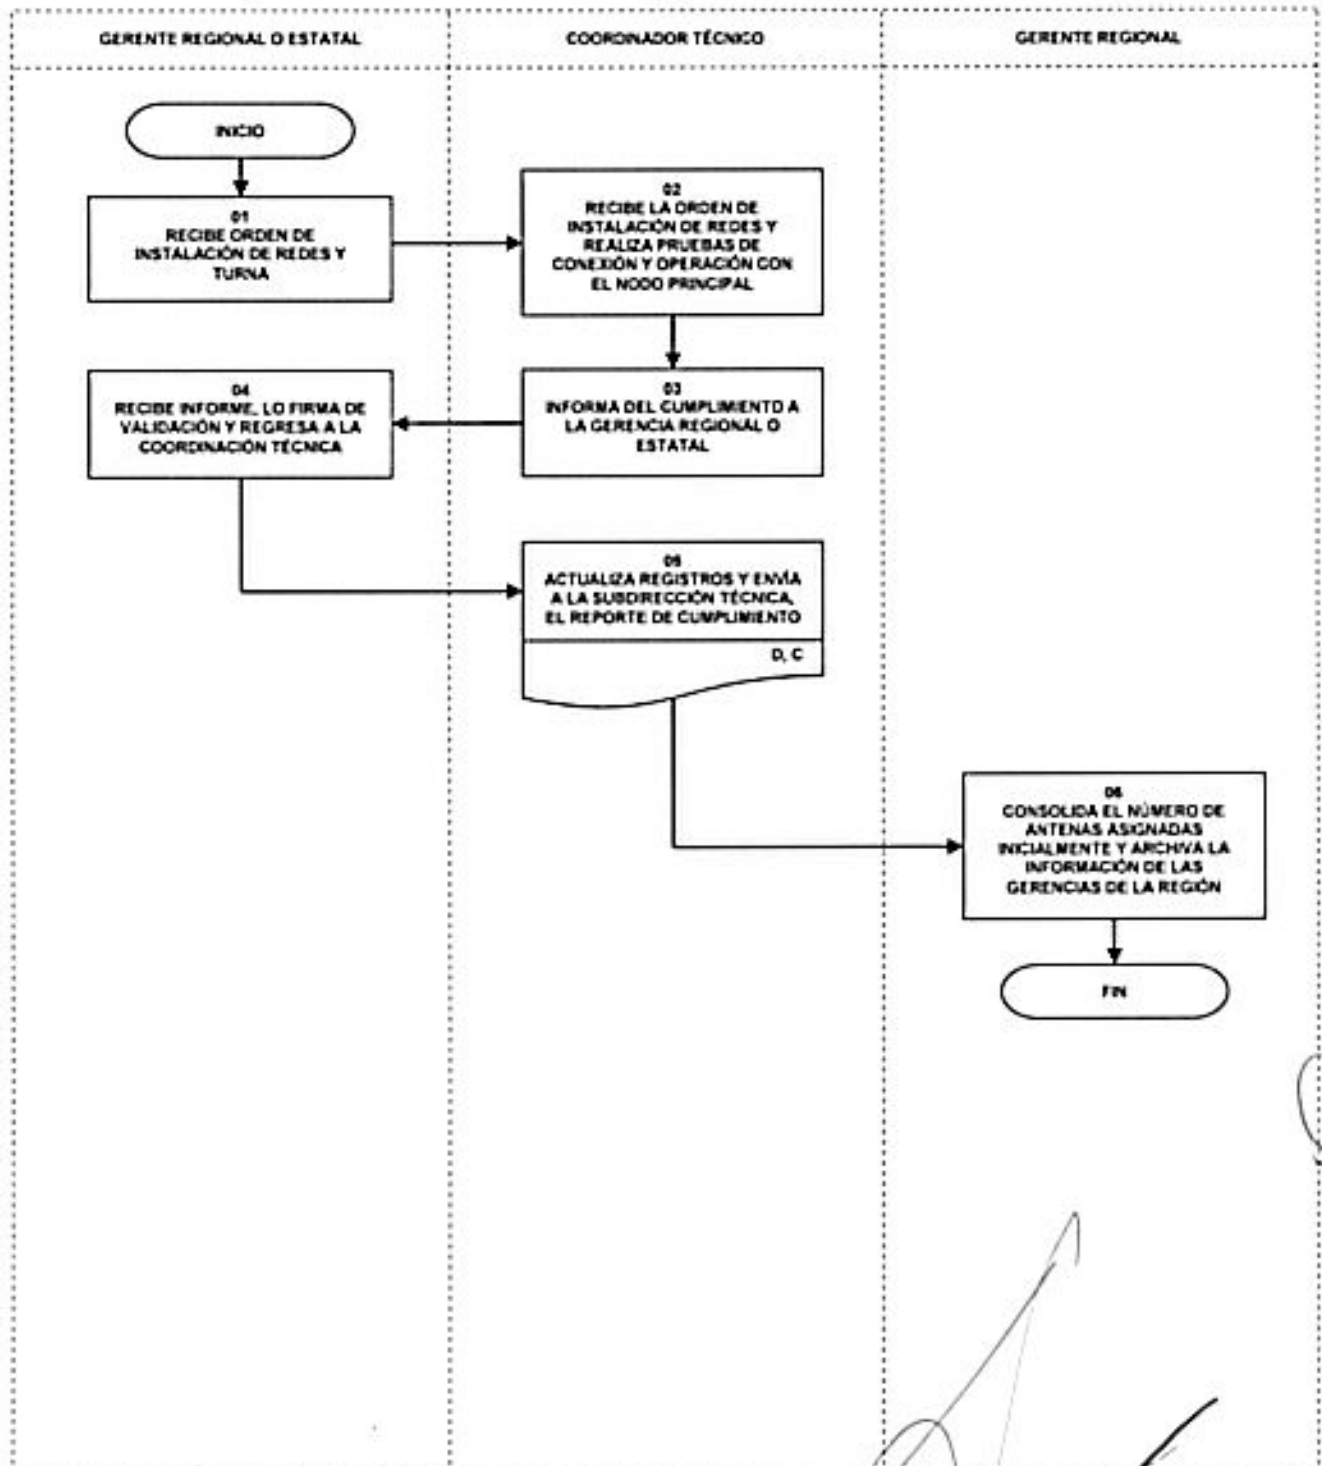 GERENTE REGIONAL O ESTATAL
COORDINADOR TÉCNICO
GERENTE REGIONAL
INICIO
01
RECIBE ORDEN DE
INSTALACIÓN DE REDES Y
TURNA
02
RECIBE LA ORDEN DE
INSTALACIÓN DE REDES Y
REALIZA PRUEBAS DE
CONEXIÓN Y OPERACIÓN CON
EL NODO PRINCIPAL
03
INFORMA DEL CUMPLIMIENTO A
LA GERENCIA REGIONAL O
ESTATAL
04
RECIBE INFORME, LO FIRMA DE
VALIDACIÓN Y REGRESA A LA
COORDINACIÓN TÉCNICA
05
ACTUALIZA REGISTROS Y ENVÍA
A LA SUBDIRECCIÓN TÉCNICA,
EL REPORTE DE CUMPLIMIENTO
D, C
06
CONSOLIDA EL NÚMERO DE
ANTENAS ASIGNADAS
INICIALMENTE Y ARCHIVA LA
INFORMACIÓN DE LAS
GERENCIAS DE LA REGIÓN
FIN